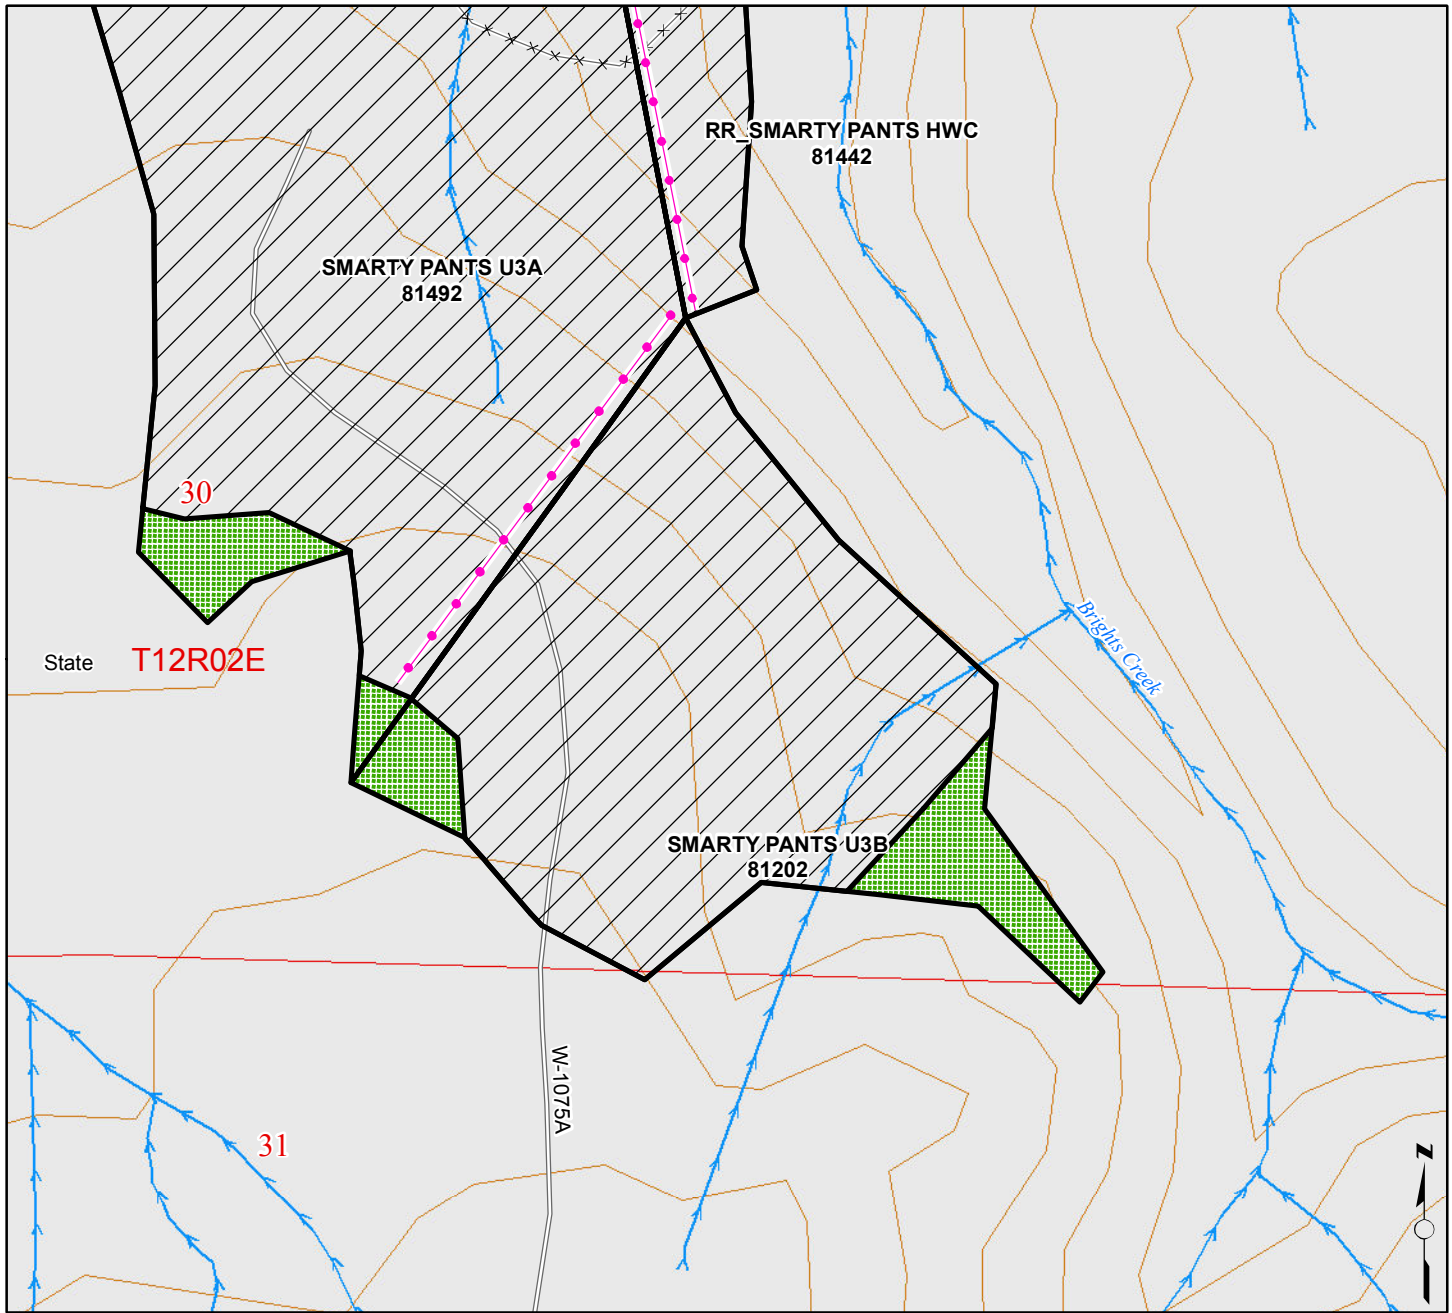 RR_SMARTY PANTS HWC
81442
SMARTY PANTS U3A
81492
30
State
T12R02E
Brights Creek
SMARTY PANTS U3B
81202
W-1075A
31
Z